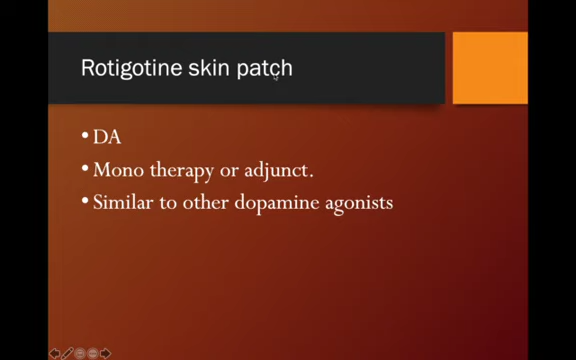 Rotigotine skin patch
• DA
• Mono therapy or adjunct.
• Similar to other dopamine agonists